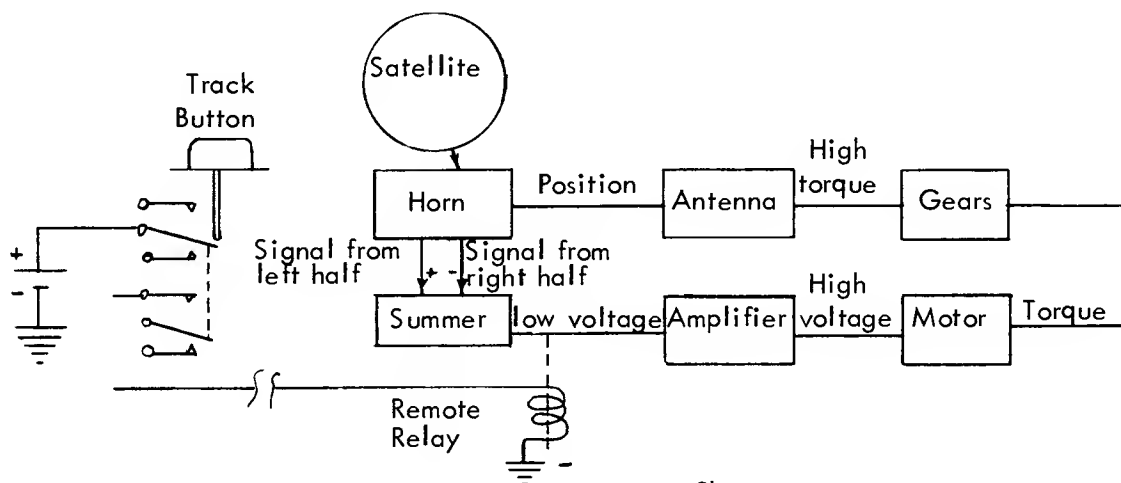 Satellite
Track
Button
High
torque
Position
Horn
Antenna
Gears
+
-
Signal from
left half
+ -
Signal from
right half
Summer
low voltage
Amplifier
High
voltage
Motor
Torque
Remote
Relay
-